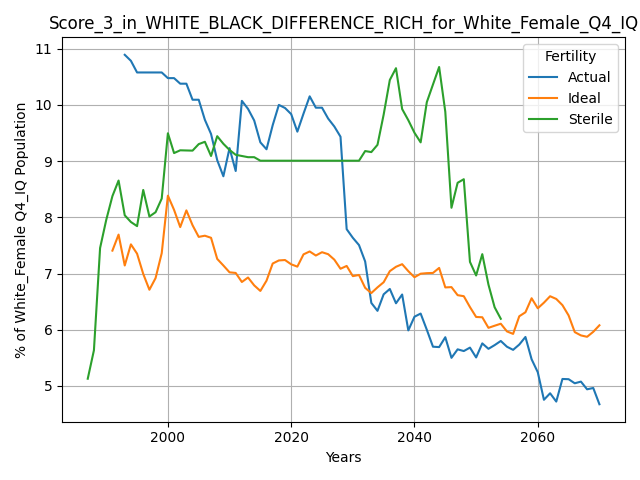 Score_3_in_WHITE_BLACK_DIFFERENCE_RICH_for_White_Female_Q4_IQ
Fertility
Actual
Ideal
Sterile
% of White_Female Q4_IQ Population
11
10
9
8
7
6
5
2000 2020 2040 2060
Years